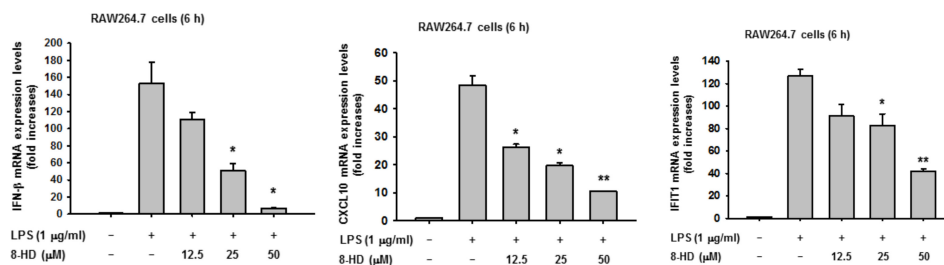 RAW264.7 cells (6 h)
IFN-β mRNA expression levels
(fold increases)
200
180
160
140
120
100
80
60
40
20
0
*
*
LPS (1 µg/ml) – + + + +
8-HD (µM) – – 12.5 25 50
RAW264.7 cells (6 h)
CXCL10 mRNA expression levels
(fold increases)
60
50
40
30
20
10
0
*
*
**
LPS (1 µg/ml) – + + + +
8-HD (µM) – – 12.5 25 50
RAW264.7 cells (6 h)
IFIT1 mRNA expression levels
(fold increases)
140
120
100
80
60
40
20
0
*
**
LPS (1 µg/ml) – + + + +
8-HD (µM) – – 12.5 25 50